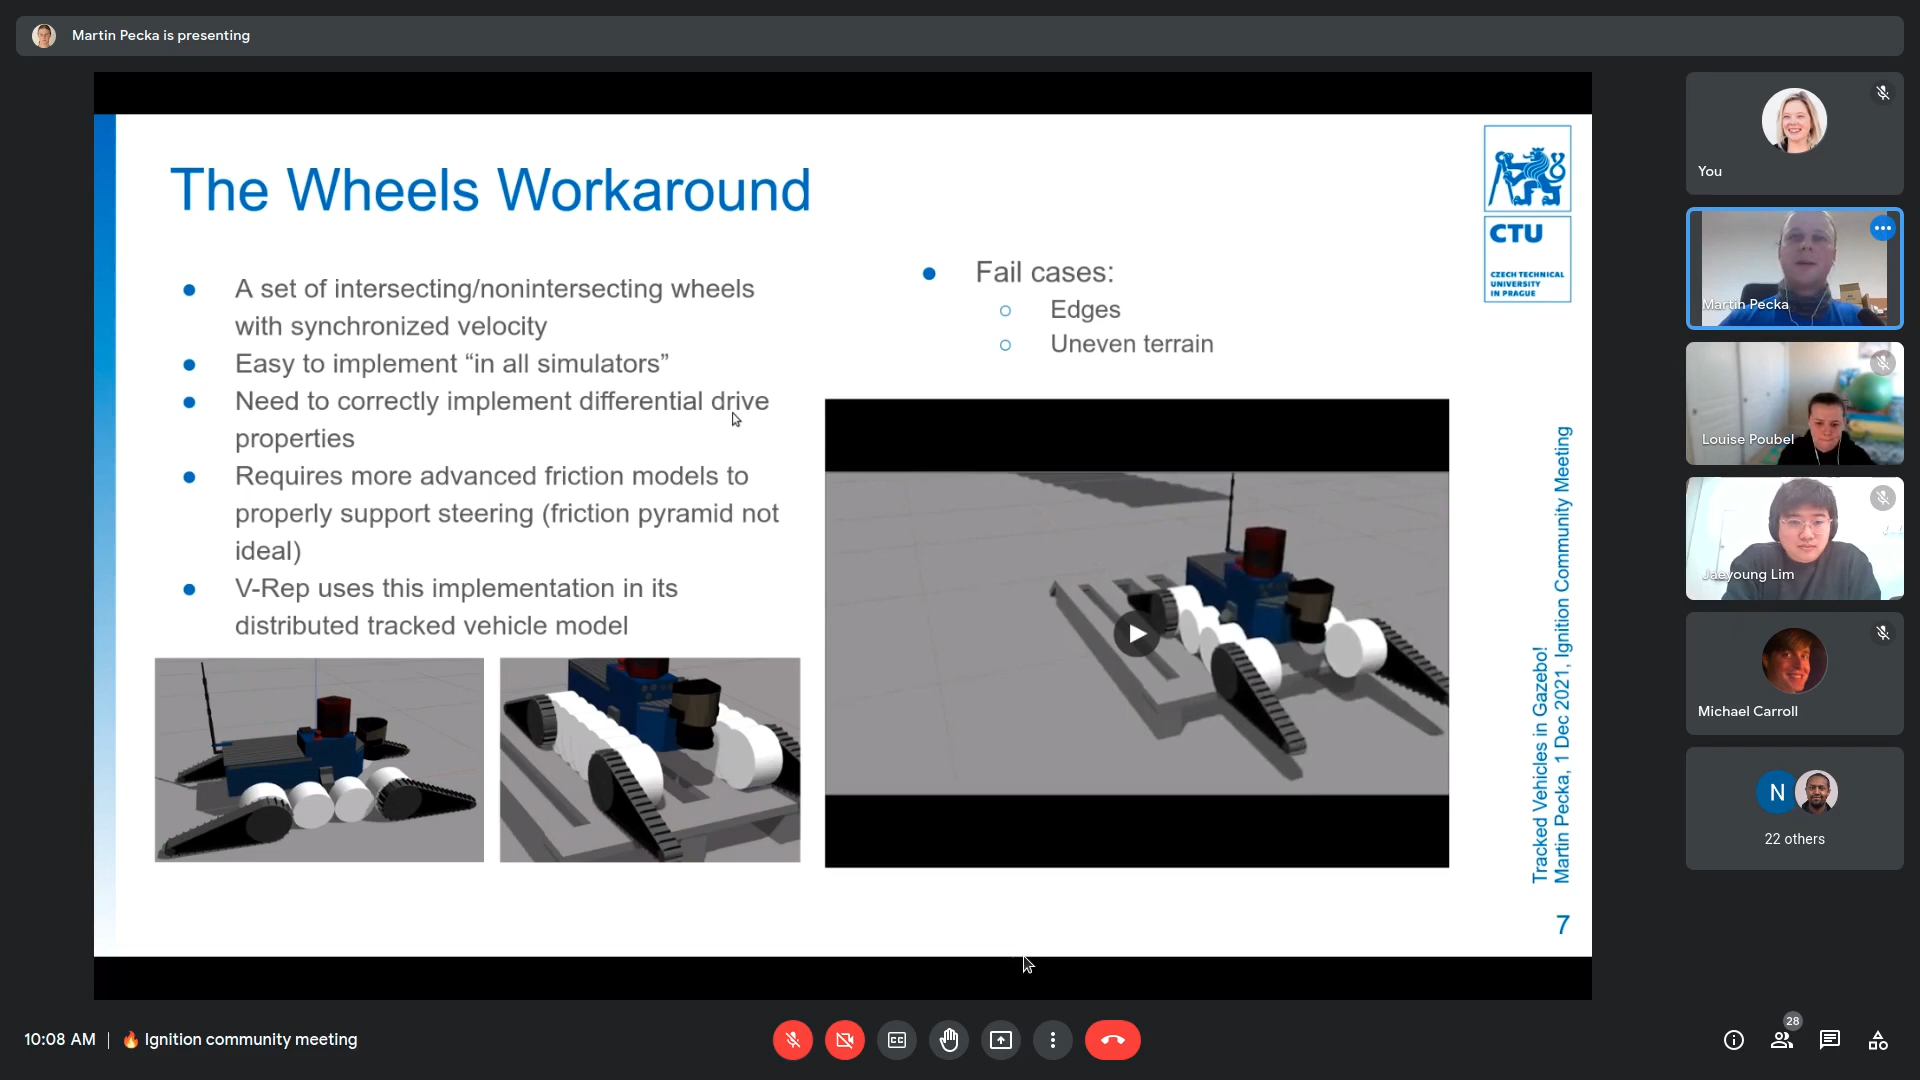 Martin Pecka is presenting
The Wheels Workaround
A set of intersecting/nonintersecting wheels
with synchronized velocity
Easy to implement “in all simulators”
Need to correctly implement differential drive
properties
Requires more advanced friction models to
properly support steering (friction pyramid not
ideal)
V-Rep uses this implementation in its
distributed tracked vehicle model
Fail cases:
Edges
Uneven terrain
CTU
CZECH TECHNICAL
UNIVERSITY
IN PRAGUE
Tracked Vehicles in Gazebo!
Martin Pecka, 1 Dec 2021, Ignition Community Meeting
7
You
Martin Pecka
Louise Poubel
Jaeyoung Lim
Michael Carroll
N
22 others
10:08 AM | 🔥 Ignition community meeting
CC
28